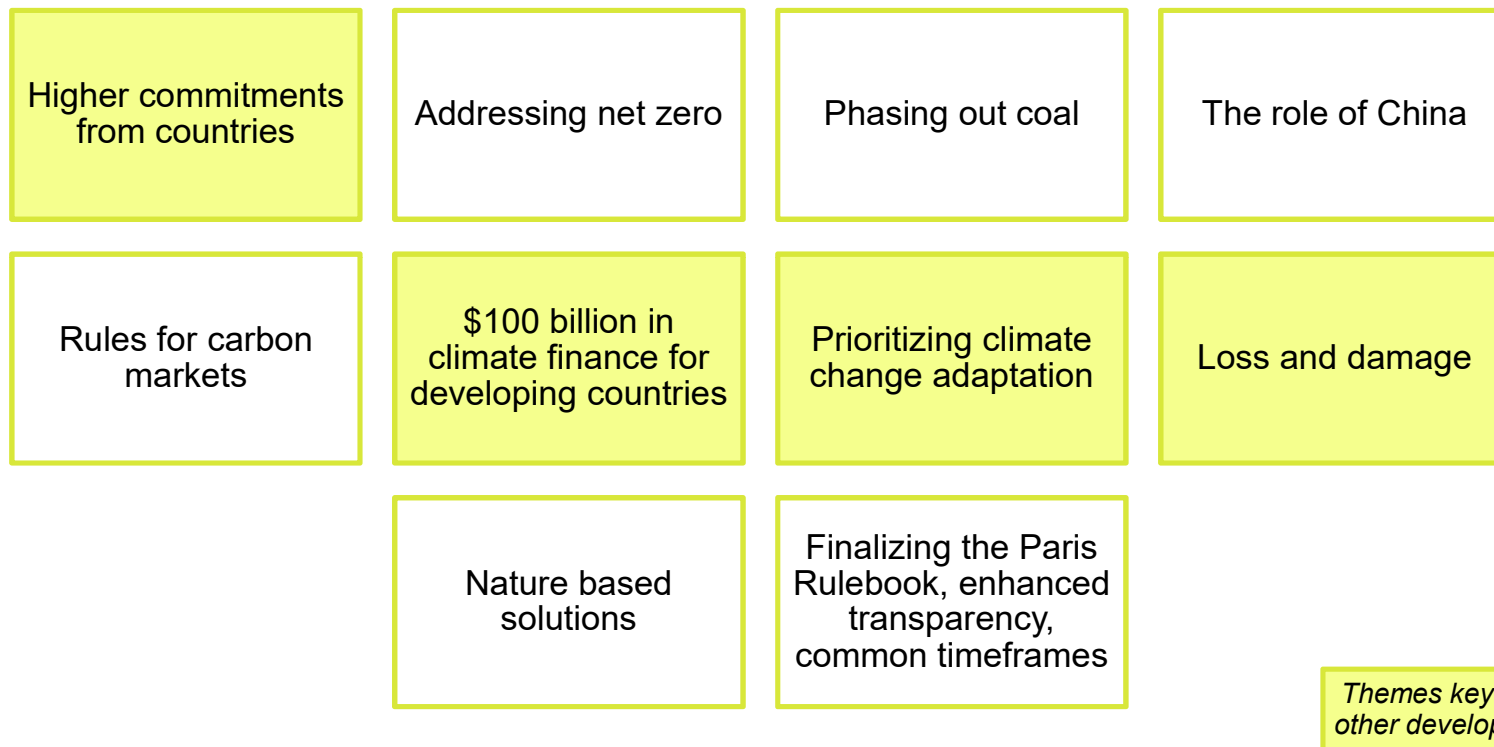 Higher commitments
from countries
Addressing net zero
Phasing out coal
The role of China
Rules for carbon
markets
$100 billion in
climate finance for
developing countries
Prioritizing climate
change adaptation
Loss and damage
Nature based
solutions
Finalizing the Paris
Rulebook, enhanced
transparency,
common timeframes
Themes key
other develop